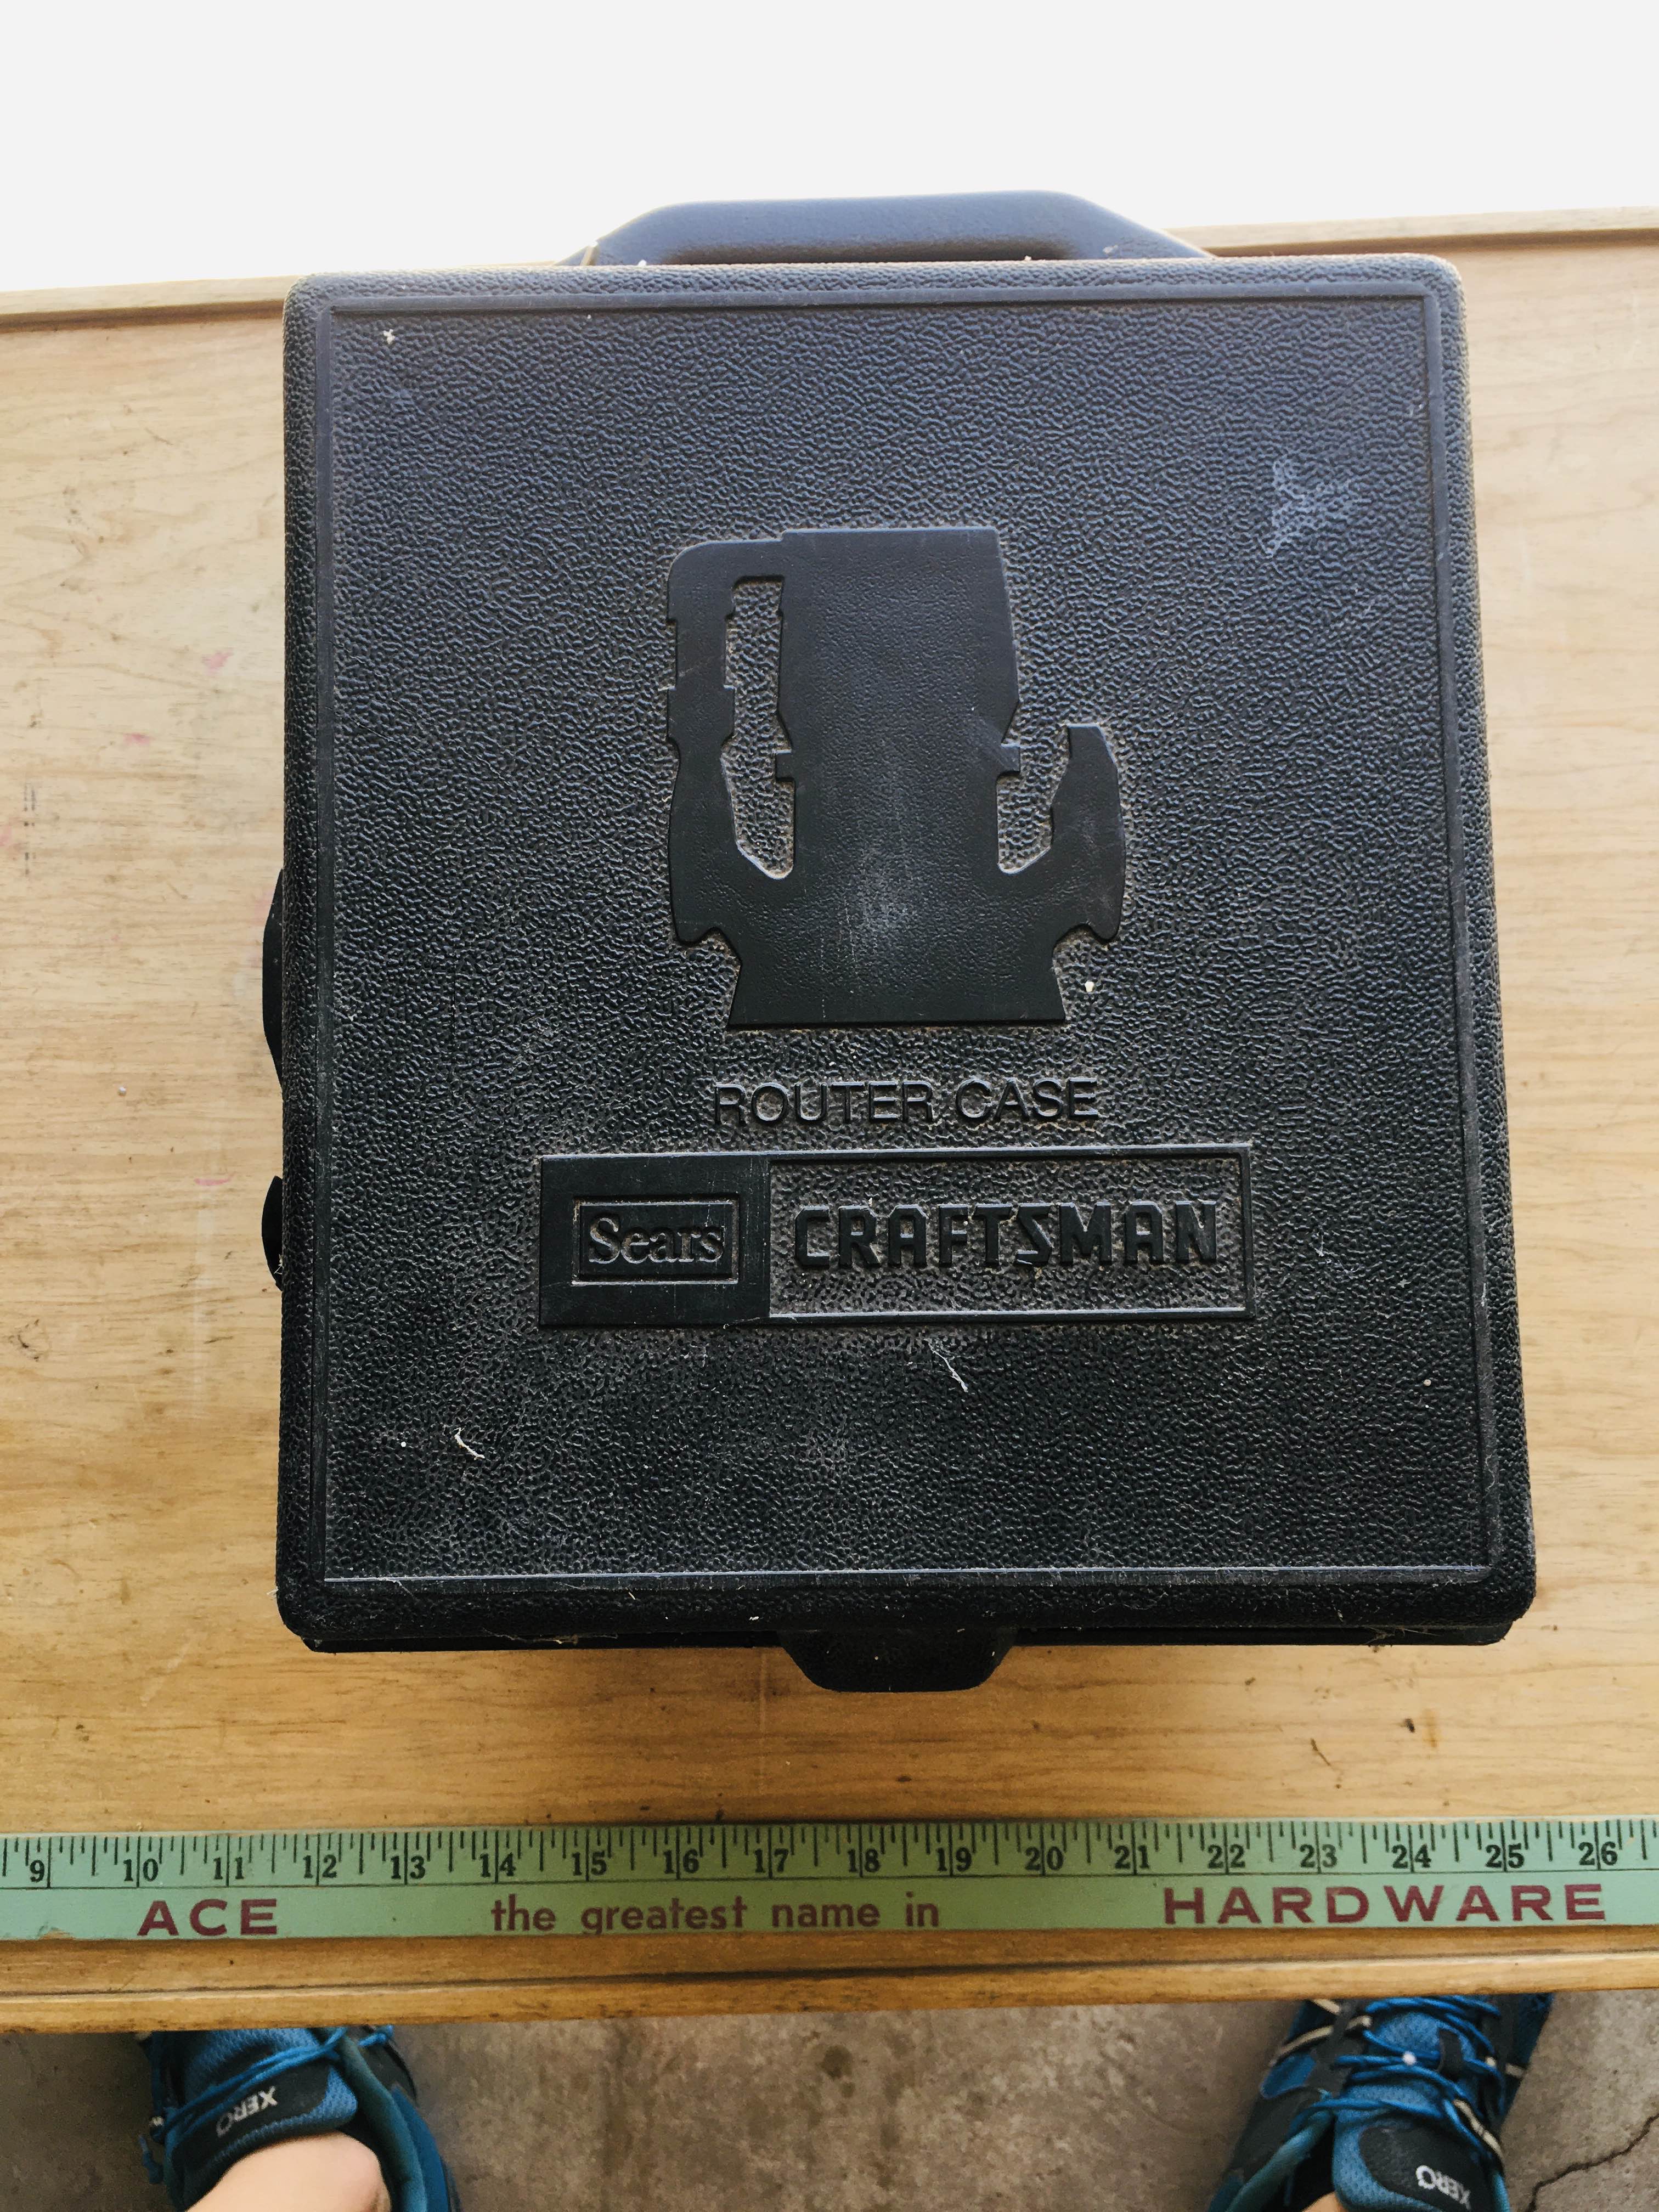 ROUTER CASE
Sears CRAFTSMAN
9 10 11 12 13 14 15 16 17 18 19 20 21 22 23 24 25 26
ACE the greatest name in HARDWARE
XERO
XERO